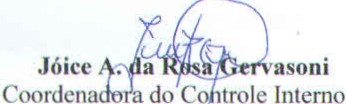 Jóice A. da Rosa Gervasoni
Coordenadora do Controle Interno